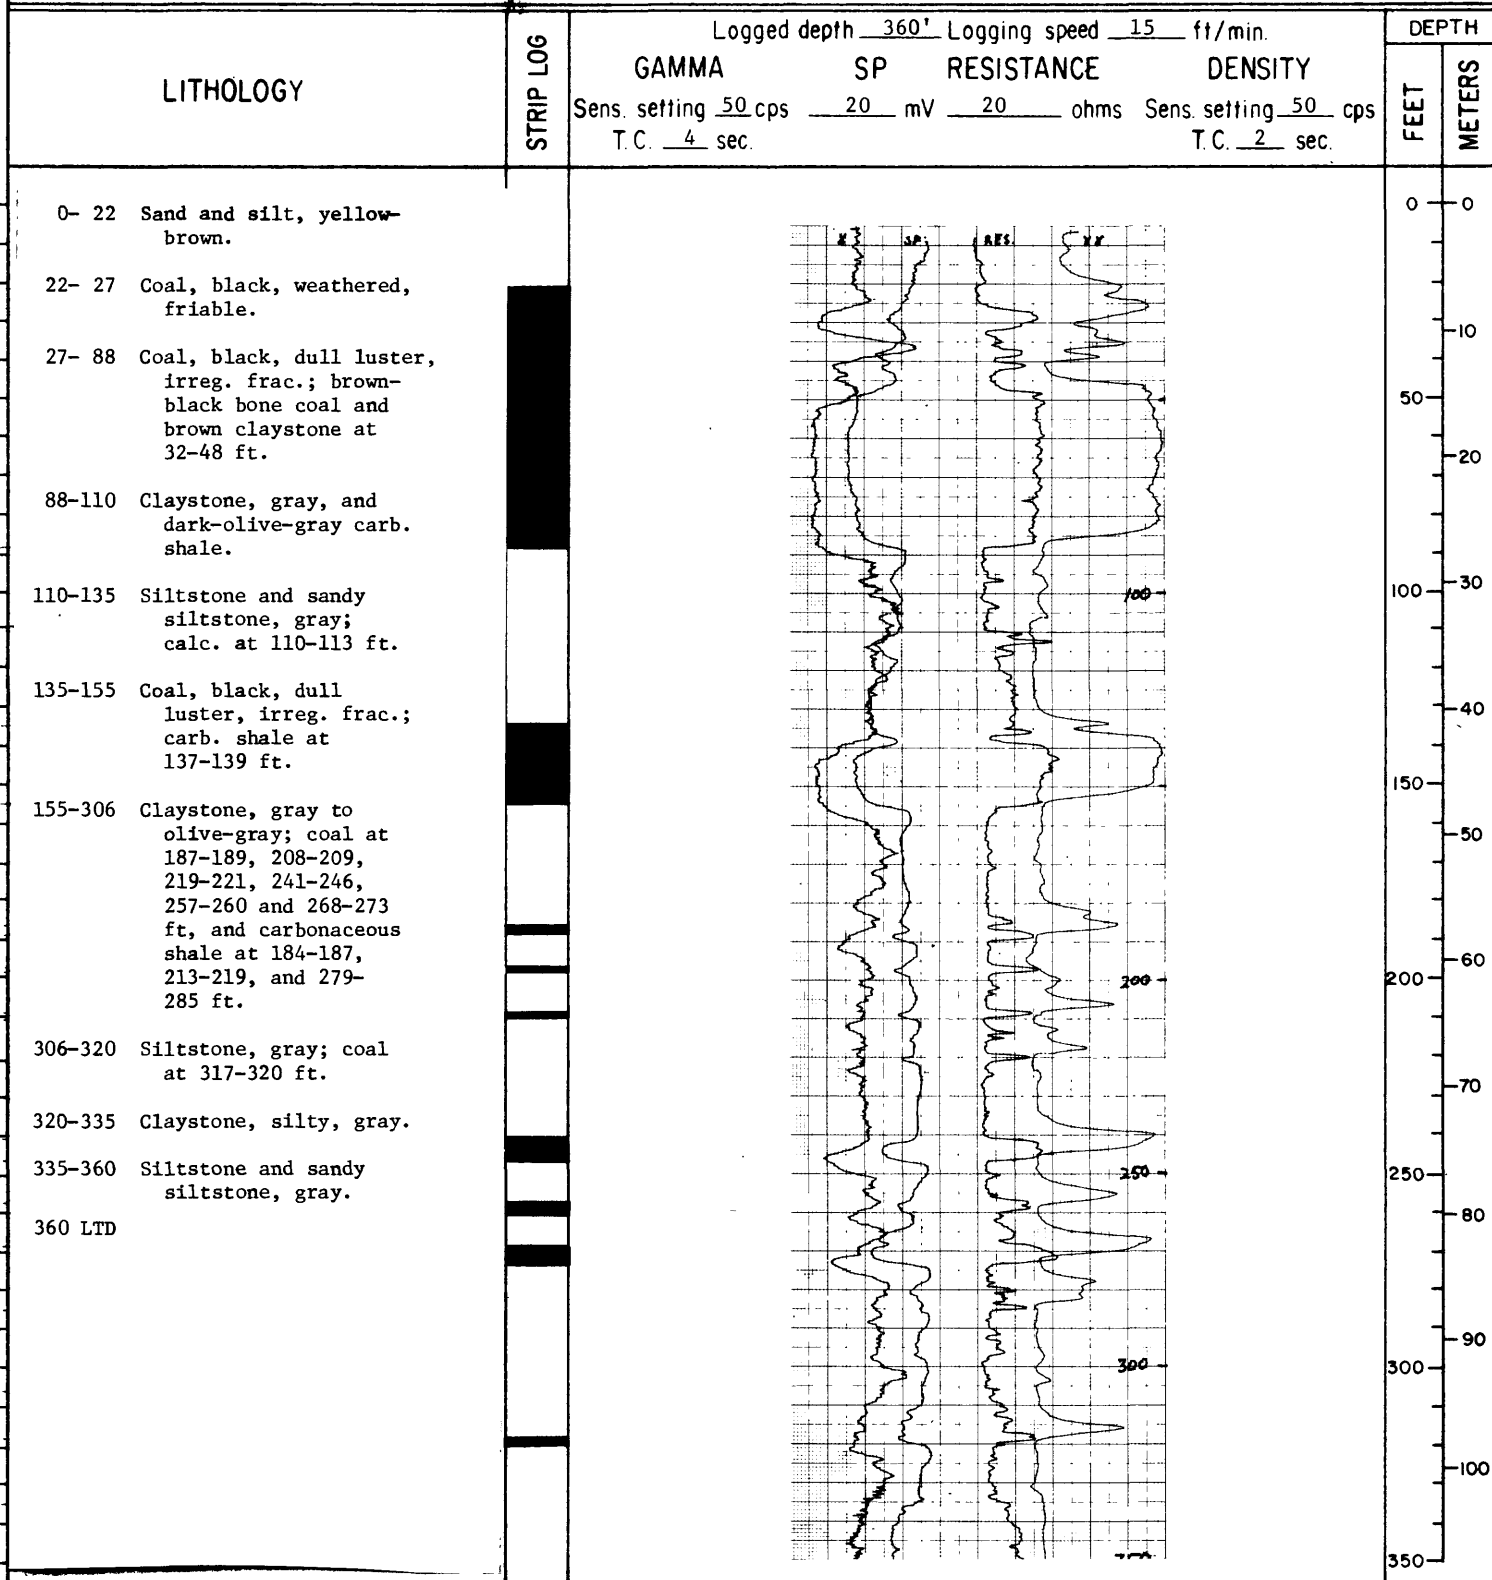 LITHOLOGY
STRIP LOG
Logged depth 360' Logging speed 15 ft/min.
GAMMA SP RESISTANCE DENSITY
Sens. setting 50 cps 20 mV 20 ohms Sens. setting 50 cps
T.C. 4 sec. T.C. 2 sec.
DEPTH
FEET
METERS
0- 22 Sand and silt, yellow-
brown.
22- 27 Coal, black, weathered,
friable.
27- 88 Coal, black, dull luster,
irreg. frac.; brown-
black bone coal and
brown claystone at
32-48 ft.
88-110 Claystone, gray, and
dark-olive-gray carb.
shale.
110-135 Siltstone and sandy
siltstone, gray;
calc. at 110-113 ft.
135-155 Coal, black, dull
luster, irreg. frac.;
carb. shale at
137-139 ft.
155-306 Claystone, gray to
olive-gray; coal at
187-189, 208-209,
219-221, 241-246,
257-260 and 268-273
ft, and carbonaceous
shale at 184-187,
213-219, and 279-
285 ft.
306-320 Siltstone, gray; coal
at 317-320 ft.
320-335 Claystone, silty, gray.
335-360 Siltstone and sandy
siltstone, gray.
360 LTD
SP. RES.
100
200
250
300
0
50
100
150
200
250
300
350
0
10
20
30
40
50
60
70
80
90
100